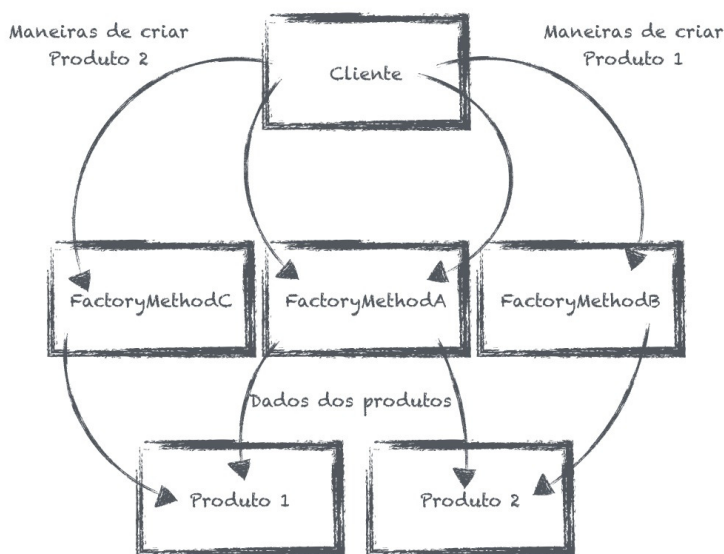 Maneiras de criar
Produto 2
Cliente
Maneiras de criar
Produto 1
FactoryMethodC
FactoryMethodA
FactoryMethodB
Dados dos produtos
Produto 1
Produto 2